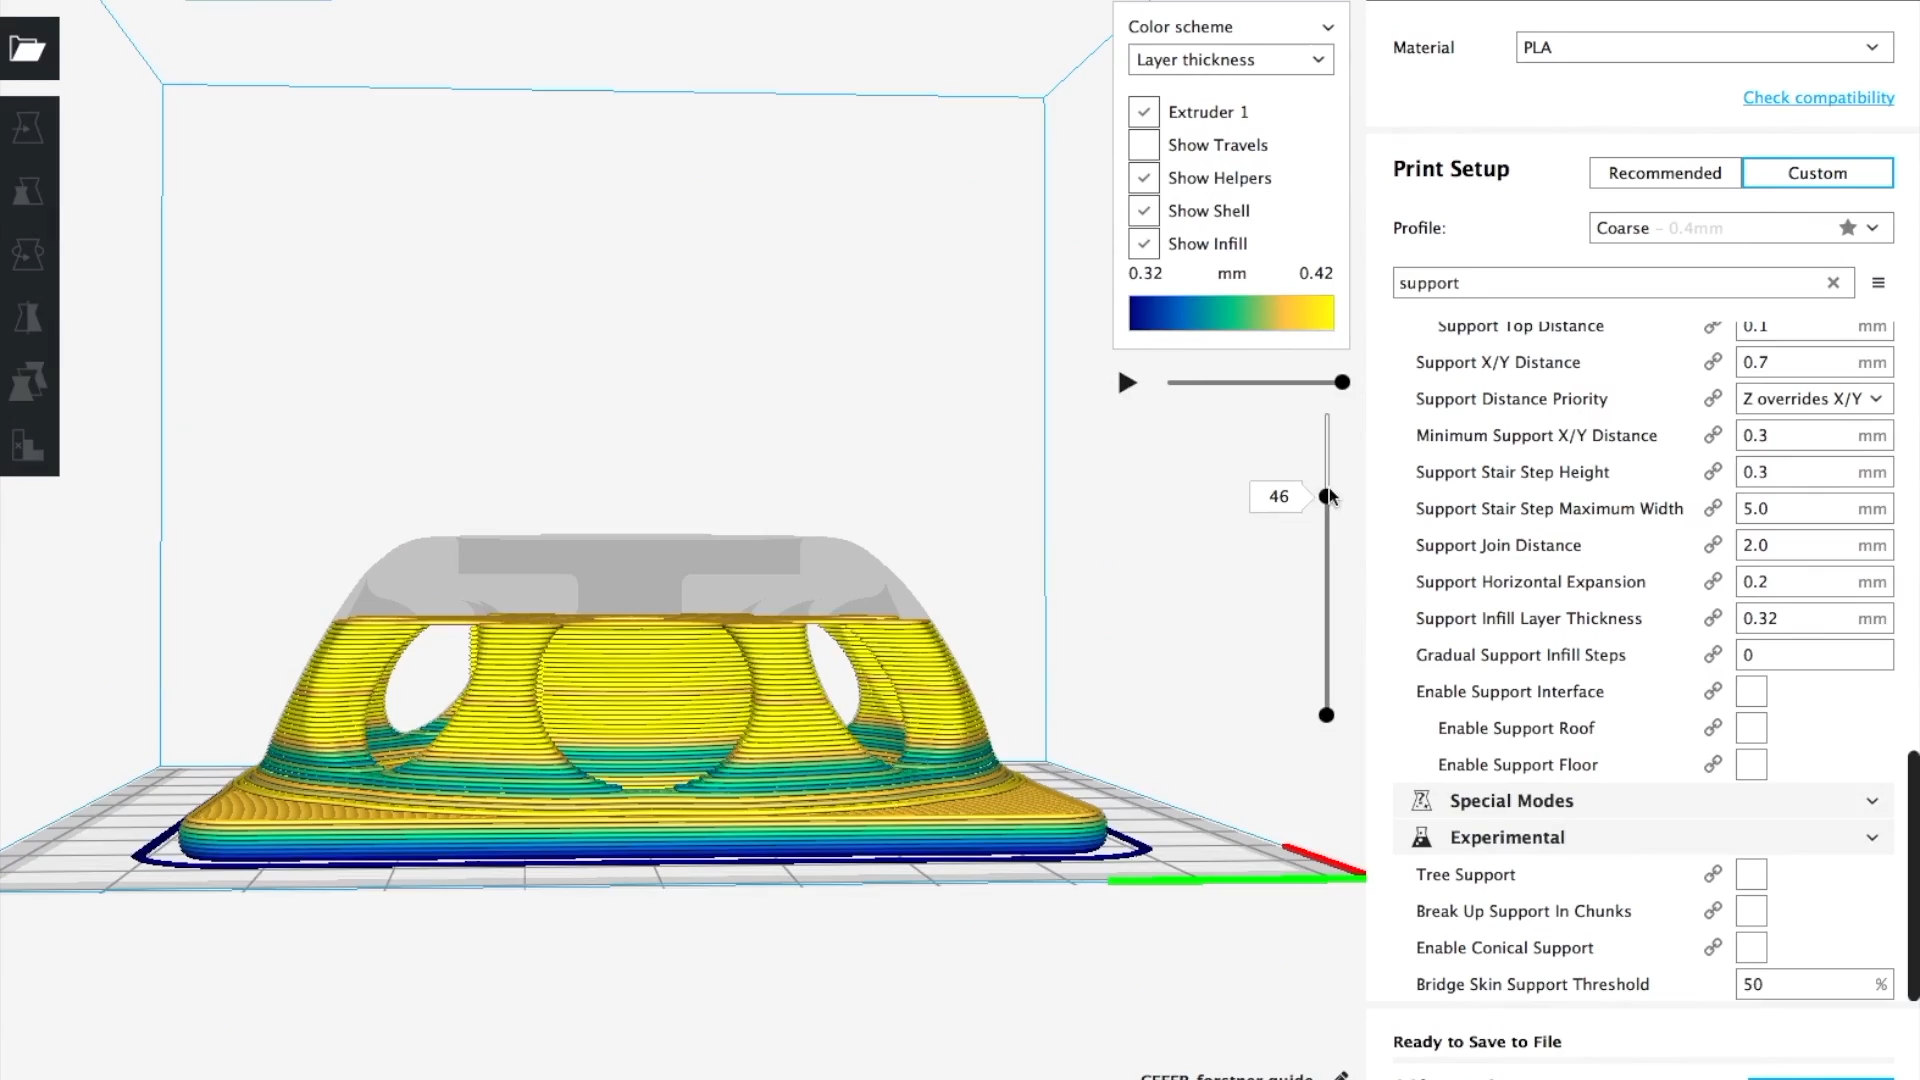 Color scheme
Layer thickness
Extruder 1
Show Travels
Show Helpers
Show Shell
Show Infill
0.32 mm 0.42
46
Material PLA
Check compatibility
Print Setup Recommended Custom
Profile: Coarse - 0.4mm
support
Support Top Distance 0.1 mm
Support X/Y Distance 0.7 mm
Support Distance Priority Z overrides X/Y
Minimum Support X/Y Distance 0.3 mm
Support Stair Step Height 0.3 mm
Support Stair Step Maximum Width 5.0 mm
Support Join Distance 2.0 mm
Support Horizontal Expansion 0.2 mm
Support Infill Layer Thickness 0.32 mm
Gradual Support Infill Steps 0
Enable Support Interface
Enable Support Roof
Enable Support Floor
Special Modes
Experimental
Tree Support
Break Up Support In Chunks
Enable Conical Support
Bridge Skin Support Threshold 50 %
Ready to Save to File